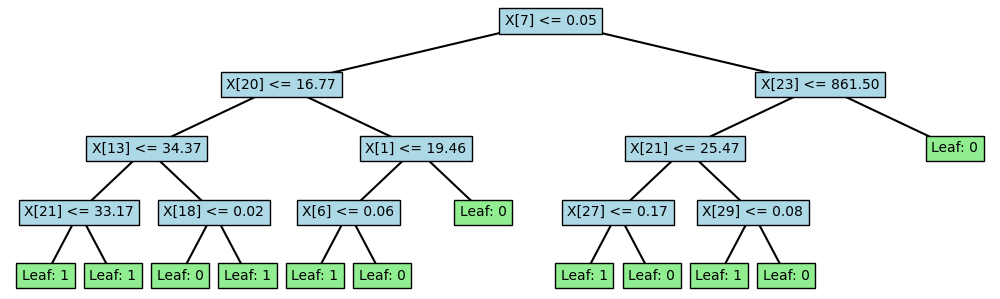 X[7] <= 0.05
X[20] <= 16.77
X[23] <= 861.50
X[13] <= 34.37
X[1] <= 19.46
X[21] <= 25.47
Leaf: 0
X[21] <= 33.17
X[18] <= 0.02
X[6] <= 0.06
Leaf: 0
X[27] <= 0.17
X[29] <= 0.08
Leaf: 1
Leaf: 1
Leaf: 0
Leaf: 1
Leaf: 1
Leaf: 0
Leaf: 1
Leaf: 0
Leaf: 1
Leaf: 0